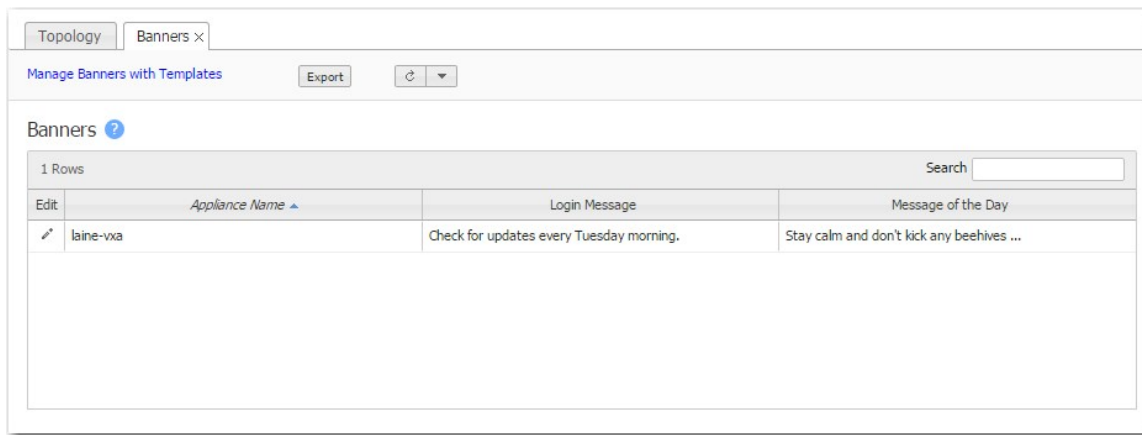 Topology Banners ×
Manage Banners with Templates Export
Banners ?
1 Rows Search
Edit Appliance Name Login Message Message of the Day
laine-vxa Check for updates every Tuesday morning. Stay calm and don't kick any beehives ...